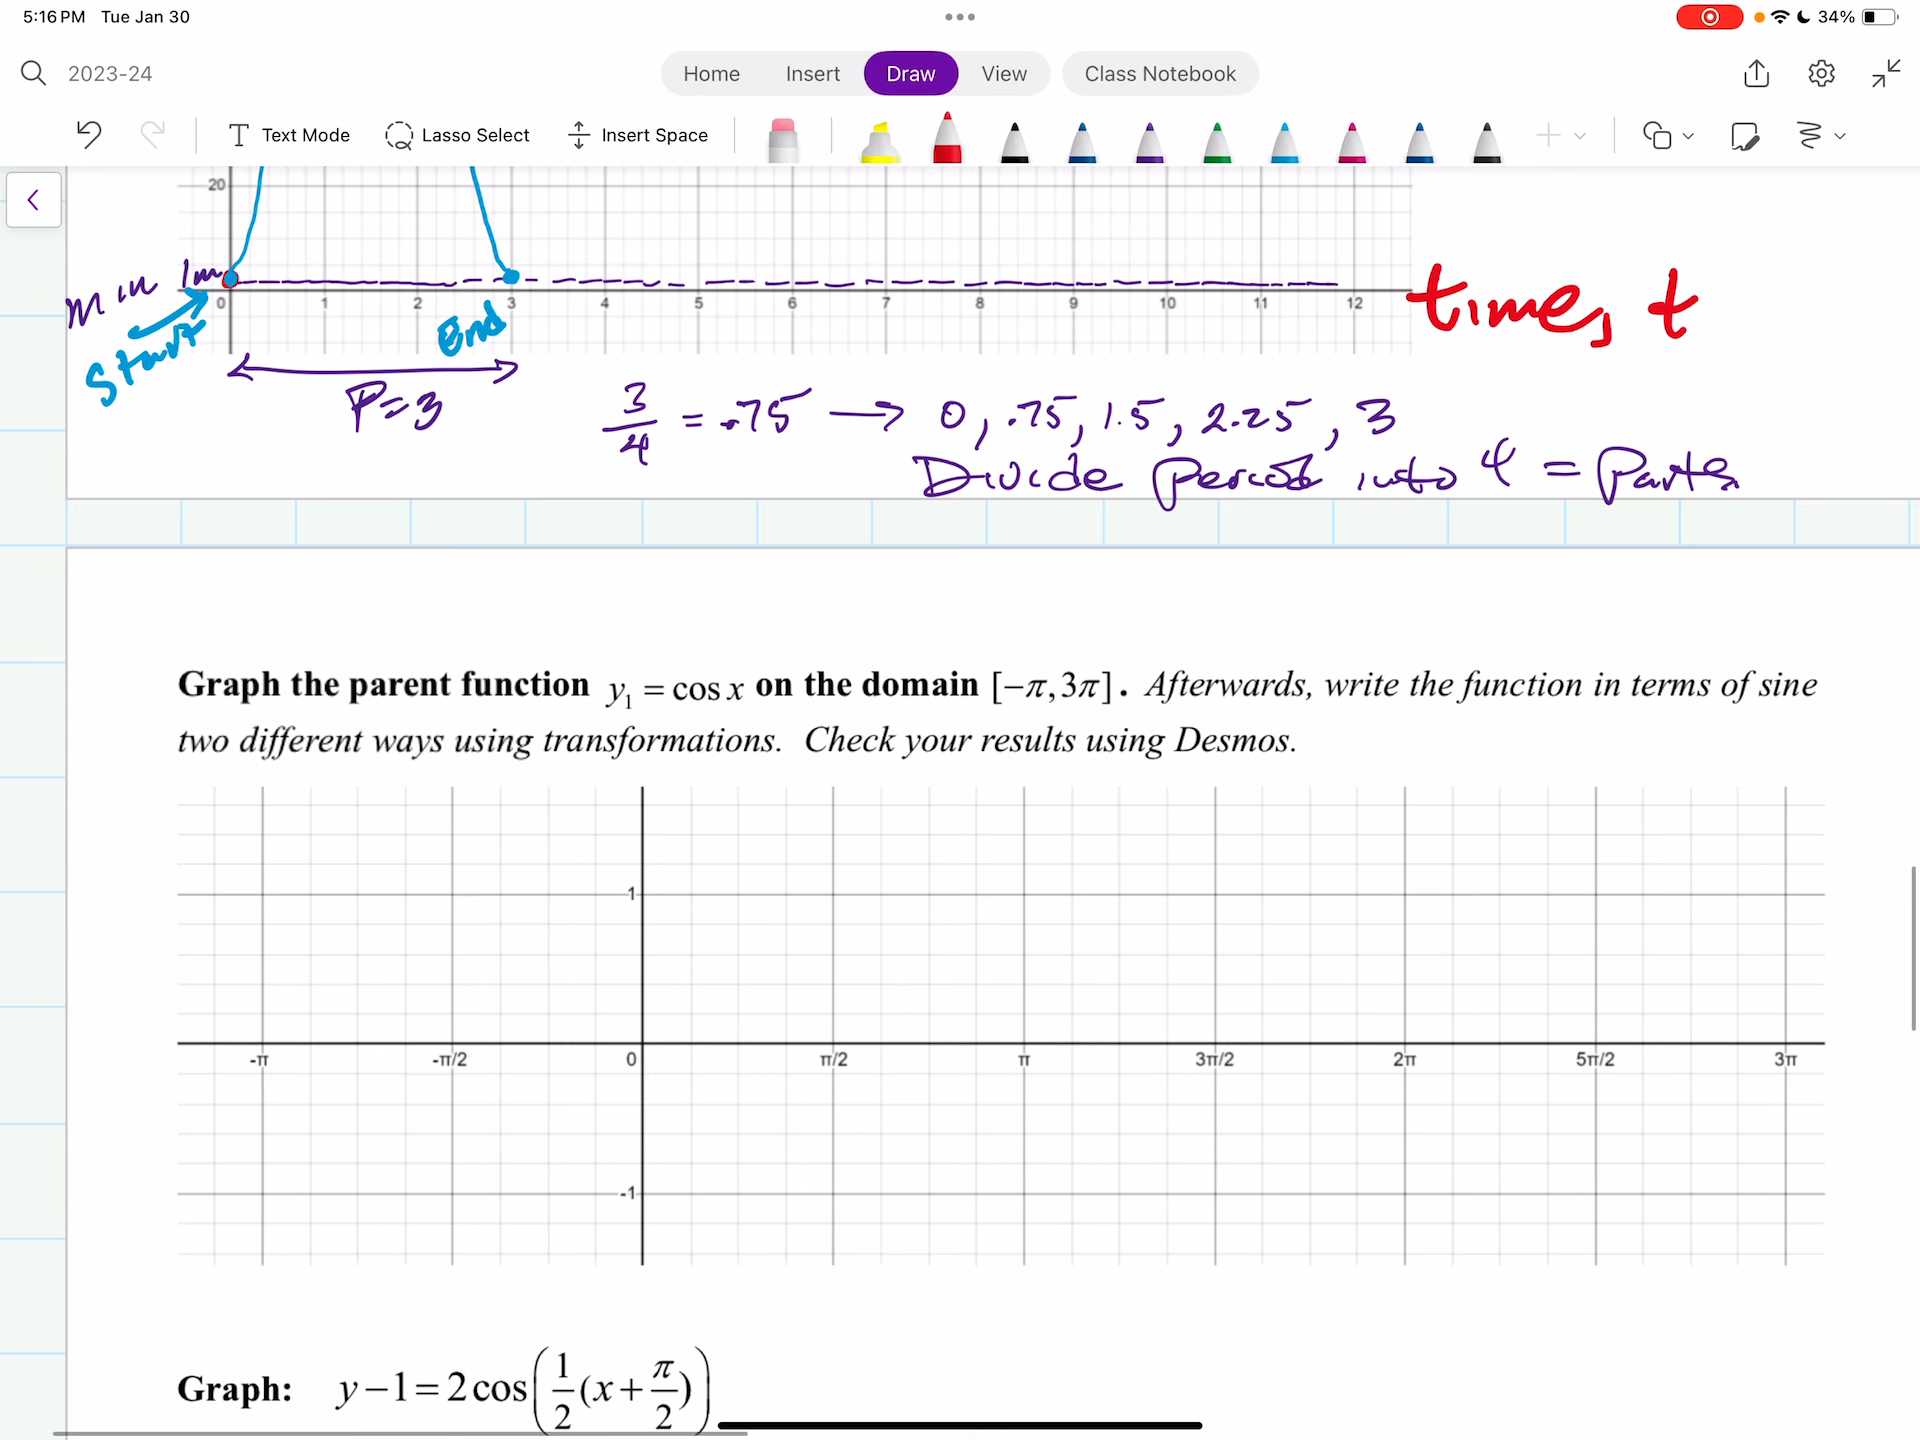 5:16 PM Tue Jan 30
34%
2023-24
Home Insert Draw View Class Notebook
Text Mode Lasso Select Insert Space
20
min 1m
0 1 2 3 4 5 6 7 8 9 10 11 12
time, t
Start
End
P=3
3/4 = .75 → 0, .75, 1.5, 2.25, 3
Divide period into 4 = parts
Graph the parent function y₁ = cos x on the domain [−π, 3π]. Afterwards, write the function in terms of sine
two different ways using transformations. Check your results using Desmos.
1
-π -π/2 0 π/2 π 3π/2 2π 5π/2 3π
-1
Graph: y−1=2cos(1/2(x+π/2))